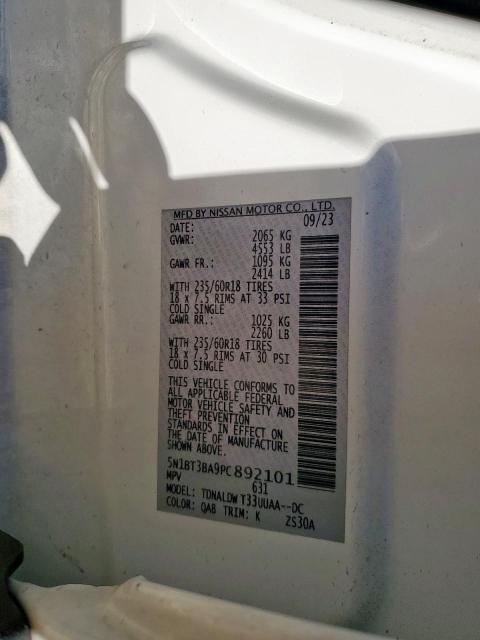 MFD BY NISSAN MOTOR CO., LTD.
DATE: 09/23
GVWR: 2065 KG
4553 LB
GAWR FR.: 1095 KG
2414 LB
WITH 235/60R18 TIRES
18 x 7.5 RIMS AT 33 PSI
COLD SINGLE
GAWR RR.: 1025 KG
2260 LB
WITH 235/60R18 TIRES
18 x 7.5 RIMS AT 30 PSI
COLD SINGLE
THIS VEHICLE CONFORMS TO
ALL APPLICABLE FEDERAL
MOTOR VEHICLE SAFETY AND
THEFT PREVENTION
STANDARDS IN EFFECT ON
THE DATE OF MANUFACTURE
SHOWN ABOVE.
5N1BT3BA9PC892101
MPV 631
MODEL: TDNALDW Y33UUAA--DC
COLOR: QAB TRIM: K ZS30A